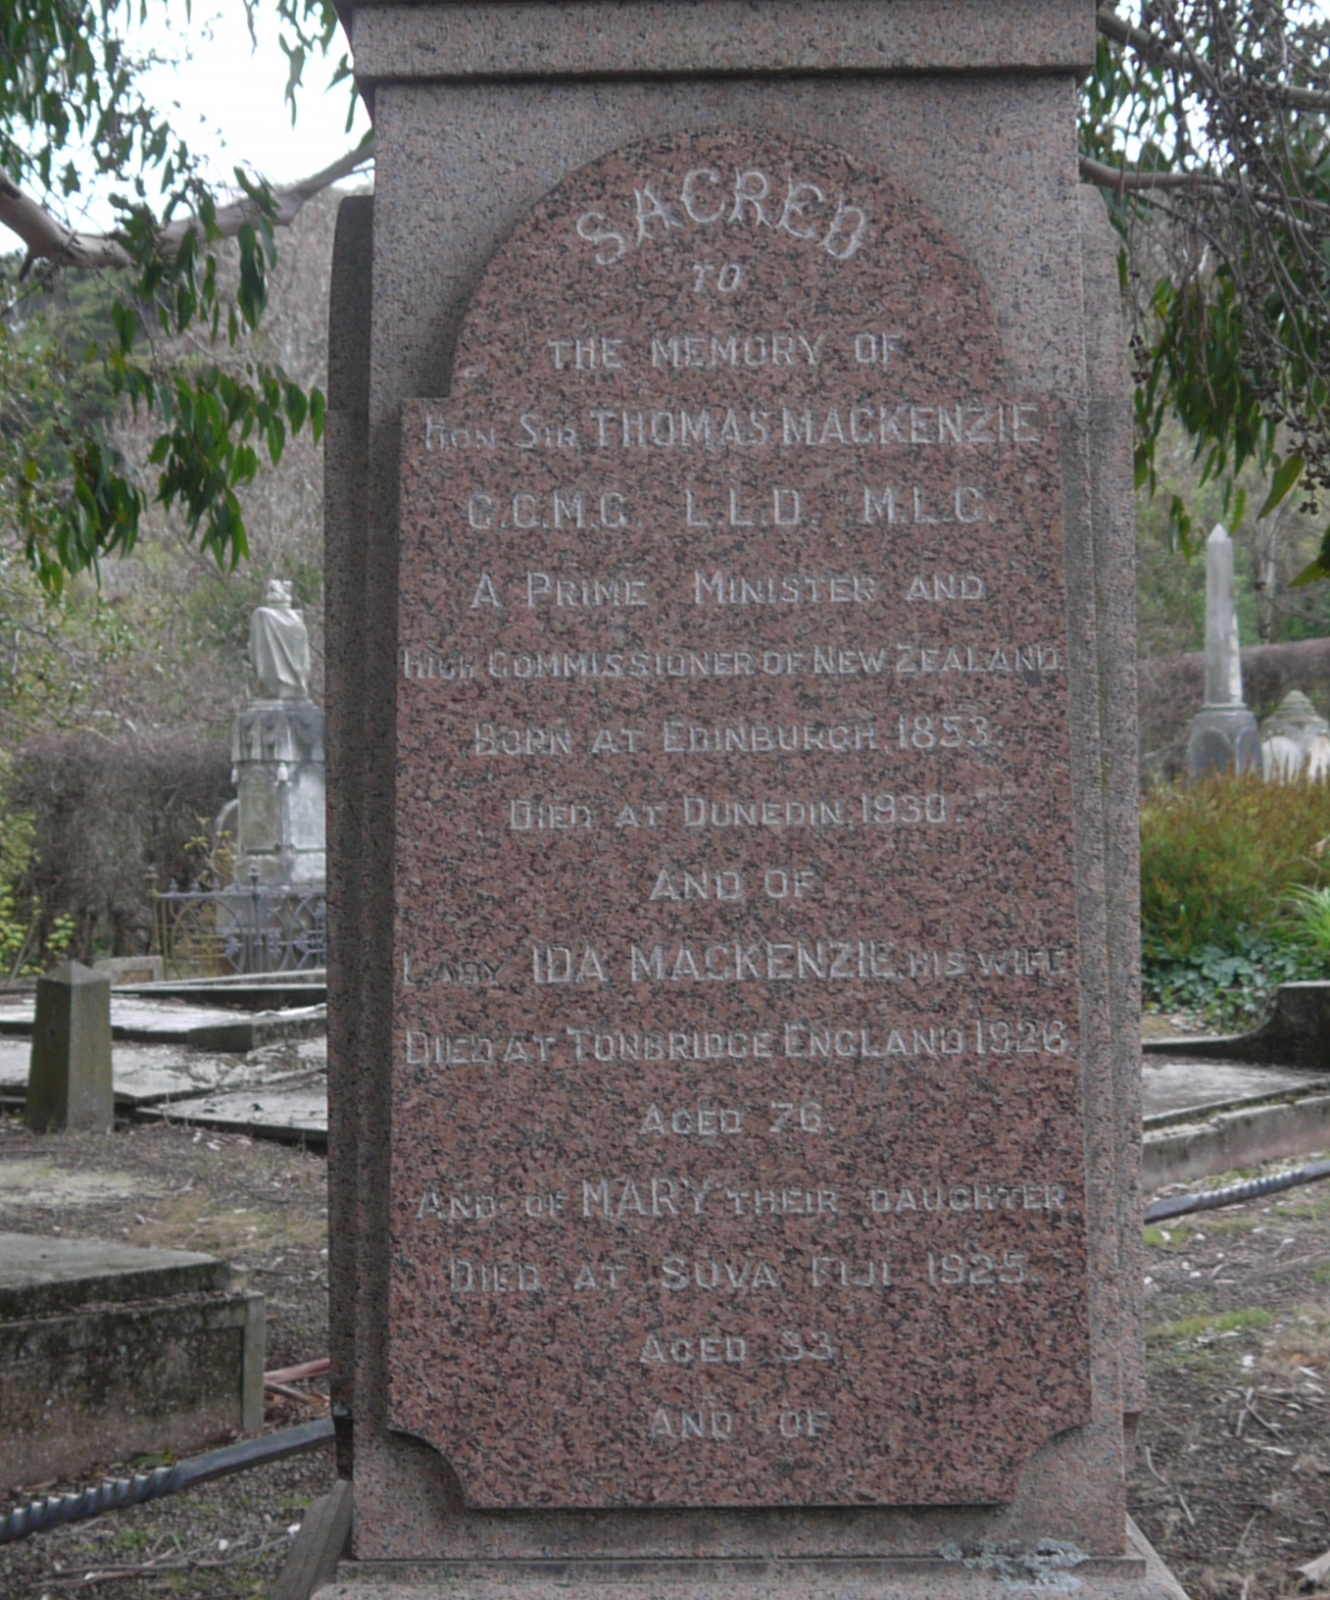 SACRED
TO
THE MEMORY OF
HON SIR THOMAS MACKENZIE
G.C.M.G. L.L.D. M.L.C.
A PRIME MINISTER AND
HIGH COMMISSIONER OF NEW ZEALAND.
BORN AT EDINBURGH, 1853.
DIED AT DUNEDIN, 1930.
AND OF
LADY IDA MACKENZIE, HIS WIFE
DIED AT TONBRIDGE ENGLAND 1926
AGED 76.
AND OF MARY THEIR DAUGHTER.
DIED AT SUVA FIJI 1925.
AGED 33
AND OF